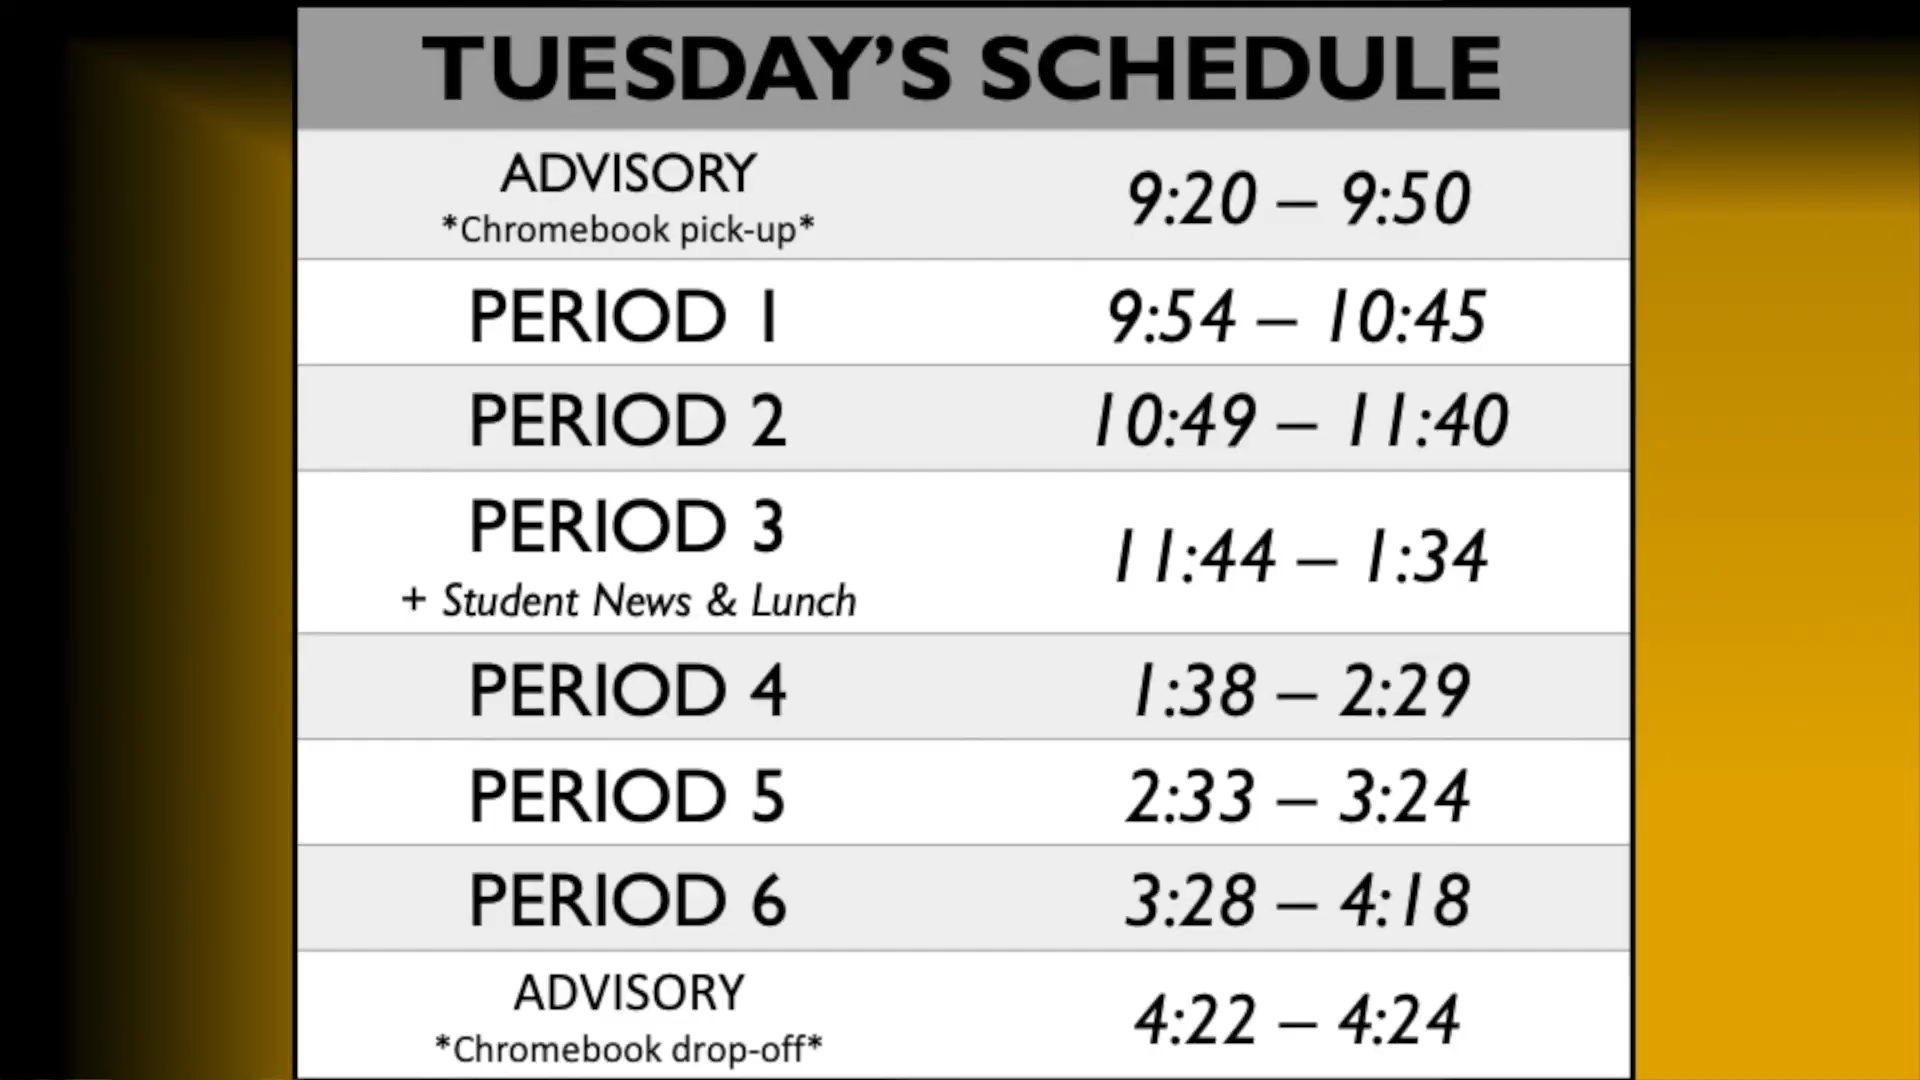 TUESDAY'S SCHEDULE
ADVISORY
*Chromebook pick-up*
9:20 – 9:50
PERIOD 1
9:54 – 10:45
PERIOD 2
10:49 – 11:40
PERIOD 3
+ Student News & Lunch
11:44 – 1:34
PERIOD 4
1:38 – 2:29
PERIOD 5
2:33 – 3:24
PERIOD 6
3:28 – 4:18
ADVISORY
*Chromebook drop-off*
4:22 – 4:24